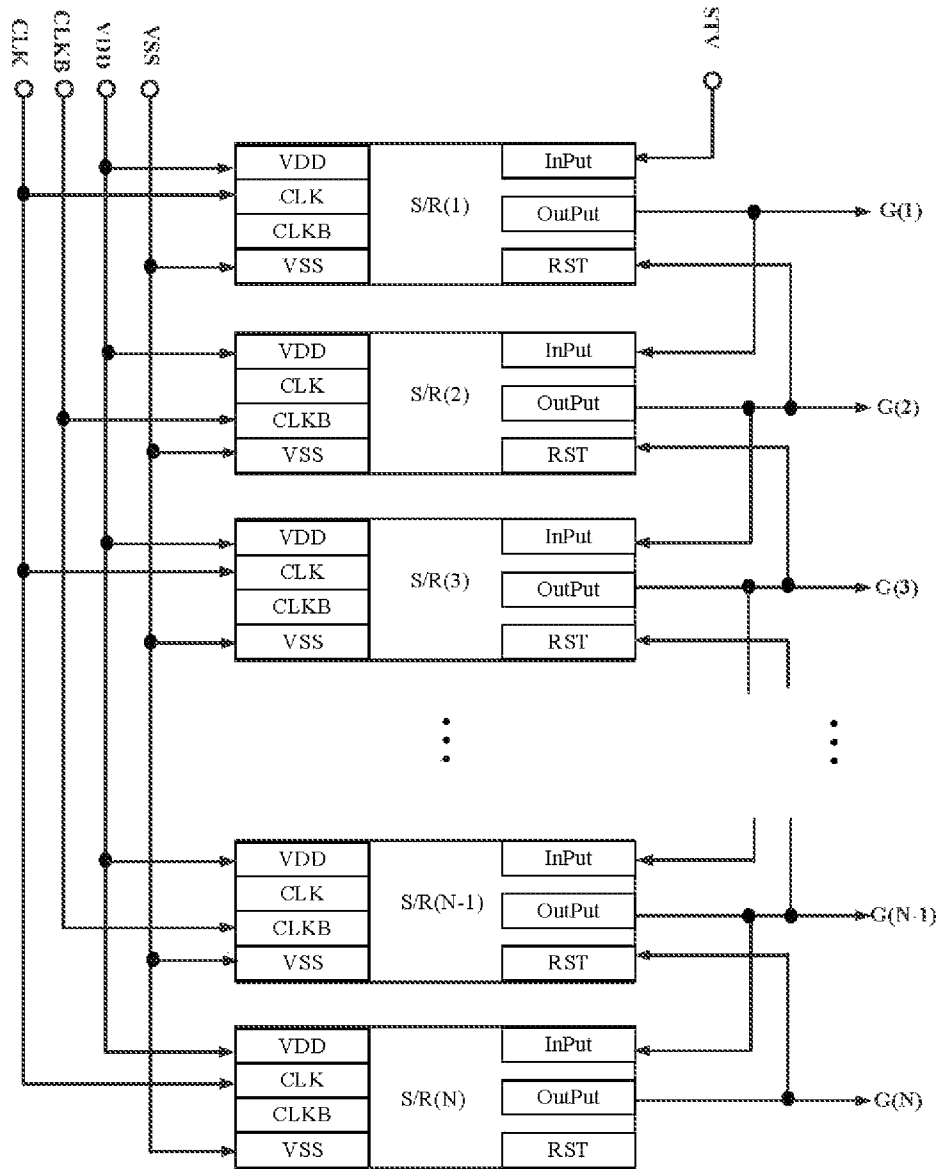 CLK
CLKB
VDD
VSS
STV
VDD
CLK
CLKB
VSS
S/R(1)
InPut
OutPut
RST
G(1)
VDD
CLK
CLKB
VSS
S/R(2)
InPut
OutPut
RST
G(2)
VDD
CLK
CLKB
VSS
S/R(3)
InPut
OutPut
RST
G(3)
VDD
CLK
CLKB
VSS
S/R(N-1)
InPut
OutPut
RST
G(N-1)
VDD
CLK
CLKB
VSS
S/R(N)
InPut
OutPut
RST
G(N)